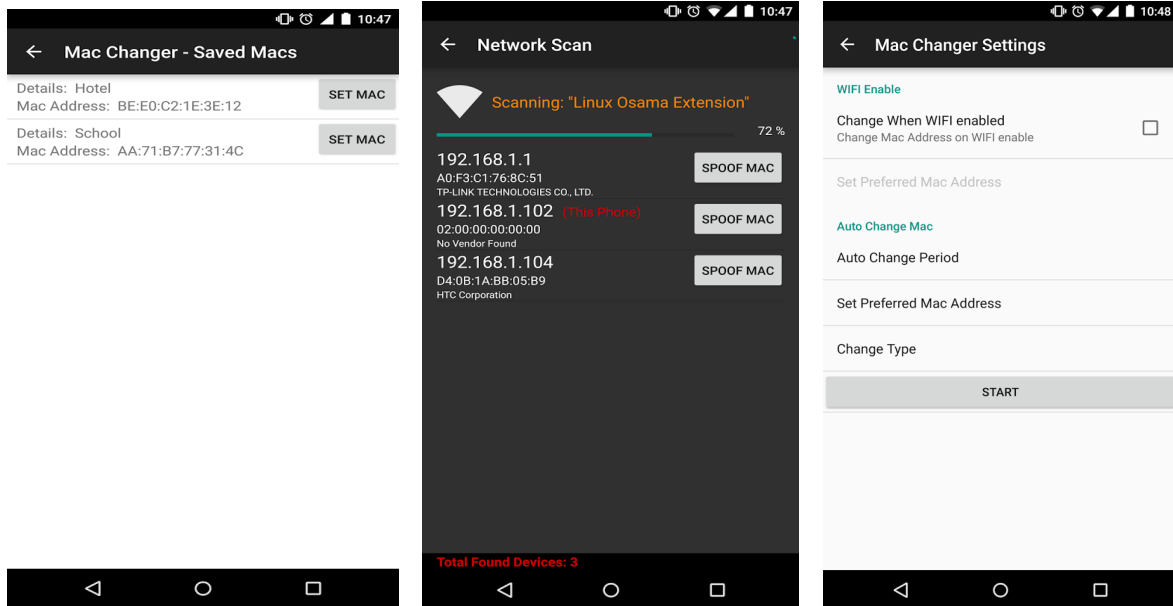 10:47
Mac Changer - Saved Macs
Details: Hotel
Mac Address: BE:E0:C2:1E:3E:12
SET MAC
Details: School
Mac Address: AA:71:B7:77:31:4C
SET MAC
10:47
Network Scan
Scanning: "Linux Osama Extension"
72 %
192.168.1.1
A0:F3:C1:76:8C:51
TP-LINK TECHNOLOGIES CO., LTD.
SPOOF MAC
192.168.1.102 (This Phone)
02:00:00:00:00:00
No Vendor Found
SPOOF MAC
192.168.1.104
D4:0B:1A:BB:05:B9
HTC Corporation
SPOOF MAC
Total Found Devices: 3
10:48
Mac Changer Settings
WIFI Enable
Change When WIFI enabled
Change Mac Address on WIFI enable
Set Preferred Mac Address
Auto Change Mac
Auto Change Period
Set Preferred Mac Address
Change Type
START